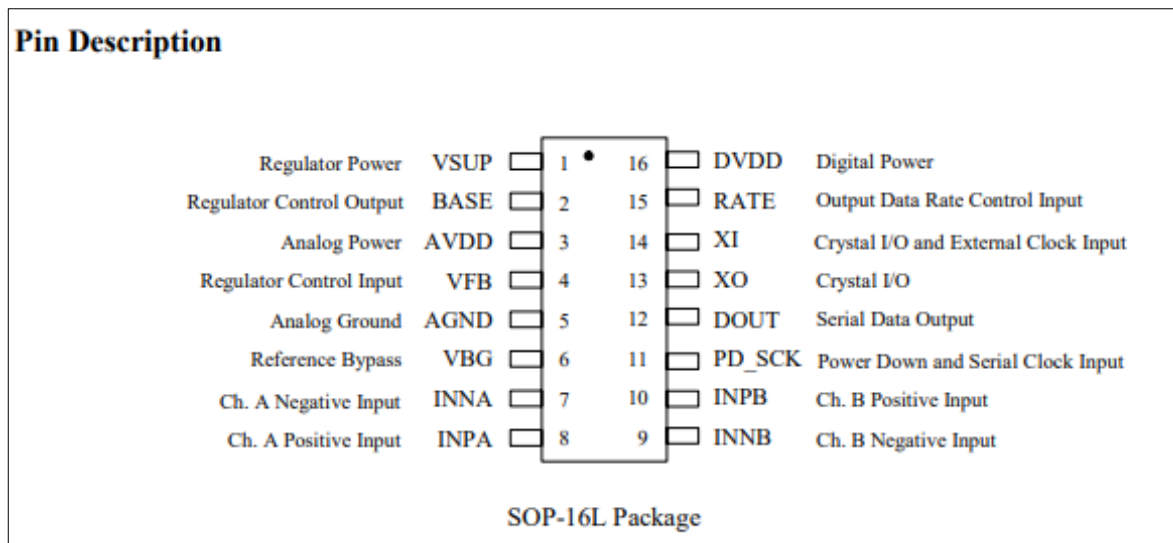 Pin Description
Regulator Power VSUP 1 16 DVDD Digital Power
Regulator Control Output BASE 2 15 RATE Output Data Rate Control Input
Analog Power AVDD 3 14 XI Crystal I/O and External Clock Input
Regulator Control Input VFB 4 13 XO Crystal I/O
Analog Ground AGND 5 12 DOUT Serial Data Output
Reference Bypass VBG 6 11 PD_SCK Power Down and Serial Clock Input
Ch. A Negative Input INNA 7 10 INPB Ch. B Positive Input
Ch. A Positive Input INPA 8 9 INNB Ch. B Negative Input
SOP-16L Package